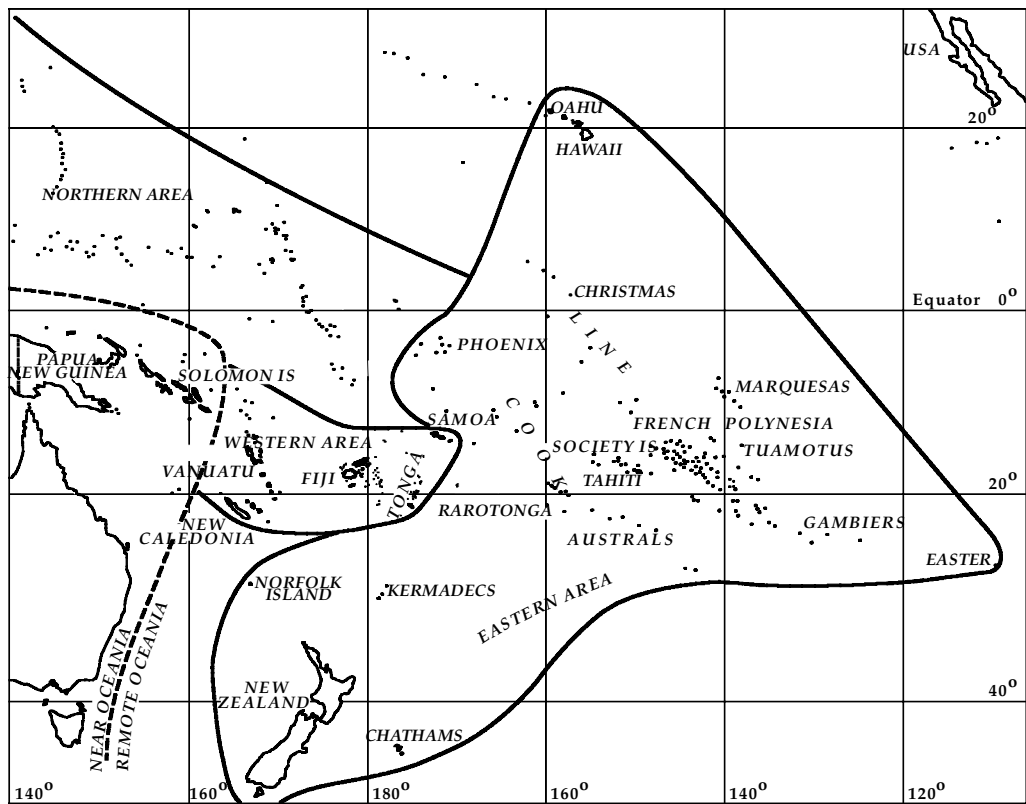 USA
OAHU
20°
HAWAII
NORTHERN AREA
CHRISTMAS
Equator 0°
LINE
PHOENIX
PAPUA
NEW GUINEA
SOLOMON IS
MARQUESAS
COOK
SAMOA
FRENCH POLYNESIA
WESTERN AREA
SOCIETY IS
TUAMOTUS
VANUATU
FIJI
TONGA
TAHITI
20°
RAROTONGA
NEW
CALEDONIA
GAMBIERS
AUSTRALS
EASTER
NORFOLK
ISLAND
KERMADECS
EASTERN AREA
NEAR OCEANIA
REMOTE OCEANIA
NEW
ZEALAND
40°
CHATHAMS
140° 160° 180° 160° 140° 120°